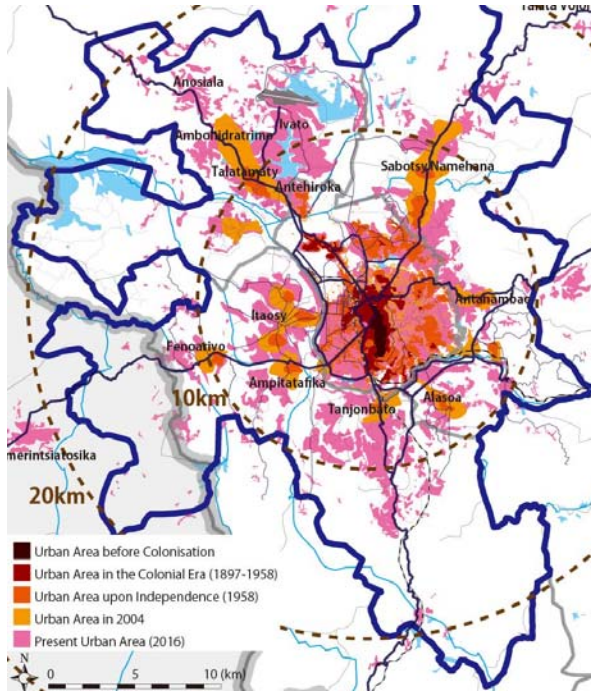 Anosiala
Ivato
Ambohidratrimo
Talatamaty
Antehiroka
Sabotsy Namehana
Antanambao
Itaosy
Fenoarivo
Ampitatafika
10km
Tanjonbato
Alasoa
merintsiatosika
20km
Urban Area before Colonisation
Urban Area in the Colonial Era (1897-1958)
Urban Area upon Independence (1958)
Urban Area in 2004
Present Urban Area (2016)
N
0 5 10 (km)